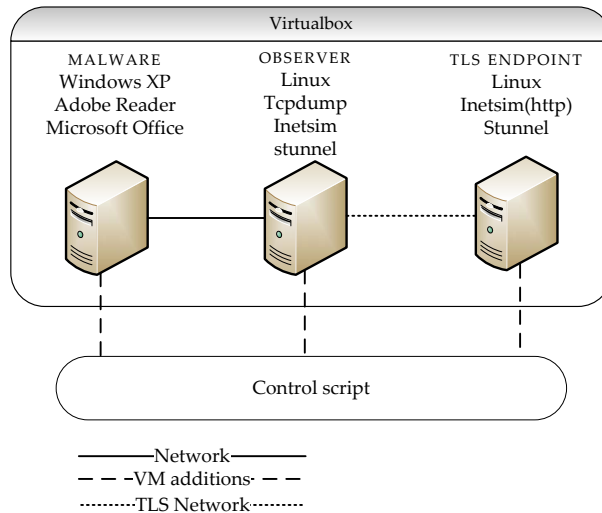 Virtualbox
MALWARE
Windows XP
Adobe Reader
Microsoft Office
OBSERVER
Linux
Tcpdump
Inetsim
stunnel
TLS ENDPOINT
Linux
Inetsim(http)
Stunnel
Control script
Network
VM additions
TLS Network